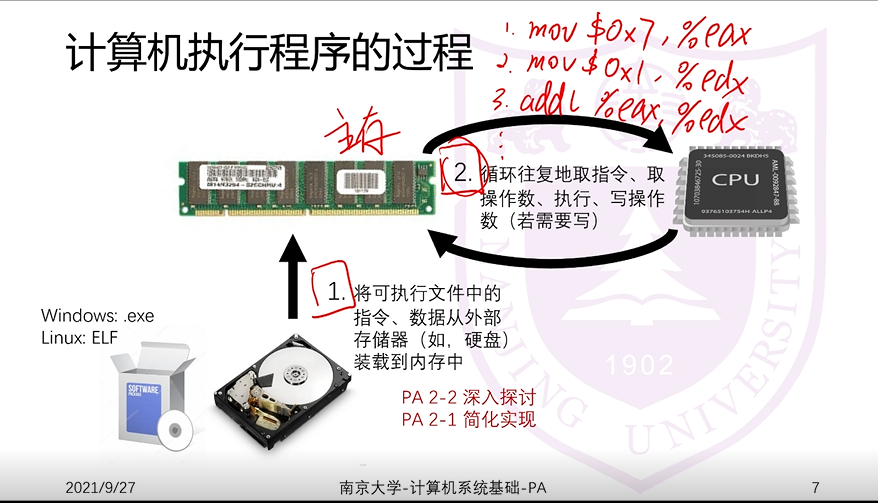 计算机执行程序的过程
1. mov $0x7, %eax
2. mov $0x1, %edx
3. addl %eax, %edx
主存
2. 循环往复地取指令、取
操作数、执行、写操作
数（若需要写）
CPU
1. 将可执行文件中的
指令、数据从外部
存储器（如，硬盘）
装载到内存中
Windows: .exe
Linux: ELF
SOFTWARE
PA 2-2 深入探讨
PA 2-1 简化实现
1902
NANJING UNIVERSITY
2021/9/27
南京大学-计算机系统基础-PA
7